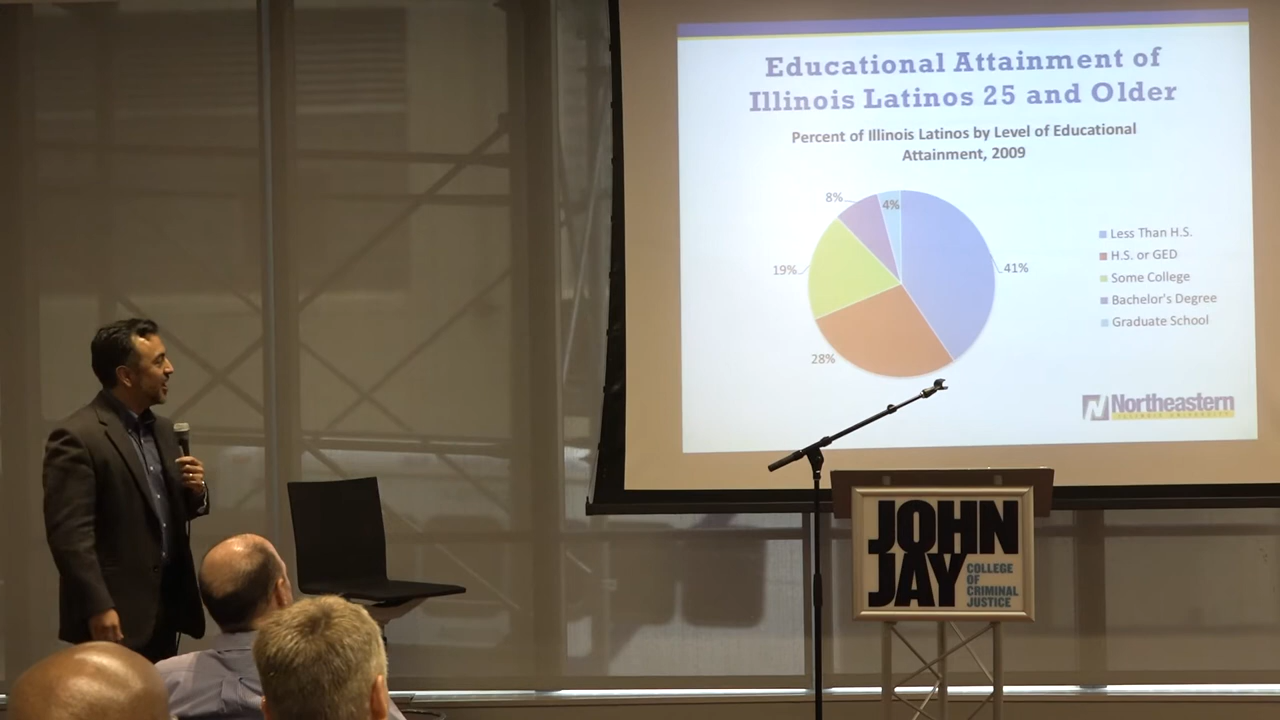 Educational Attainment of
Illinois Latinos 25 and Older
Percent of Illinois Latinos by Level of Educational
Attainment, 2009
8%
4%
19%
41%
28%
Less Than H.S.
H.S. or GED
Some College
Bachelor's Degree
Graduate School
N Northeastern
ILLINOIS UNIVERSITY
JOHN
JAY
COLLEGE
OF
CRIMINAL
JUSTICE